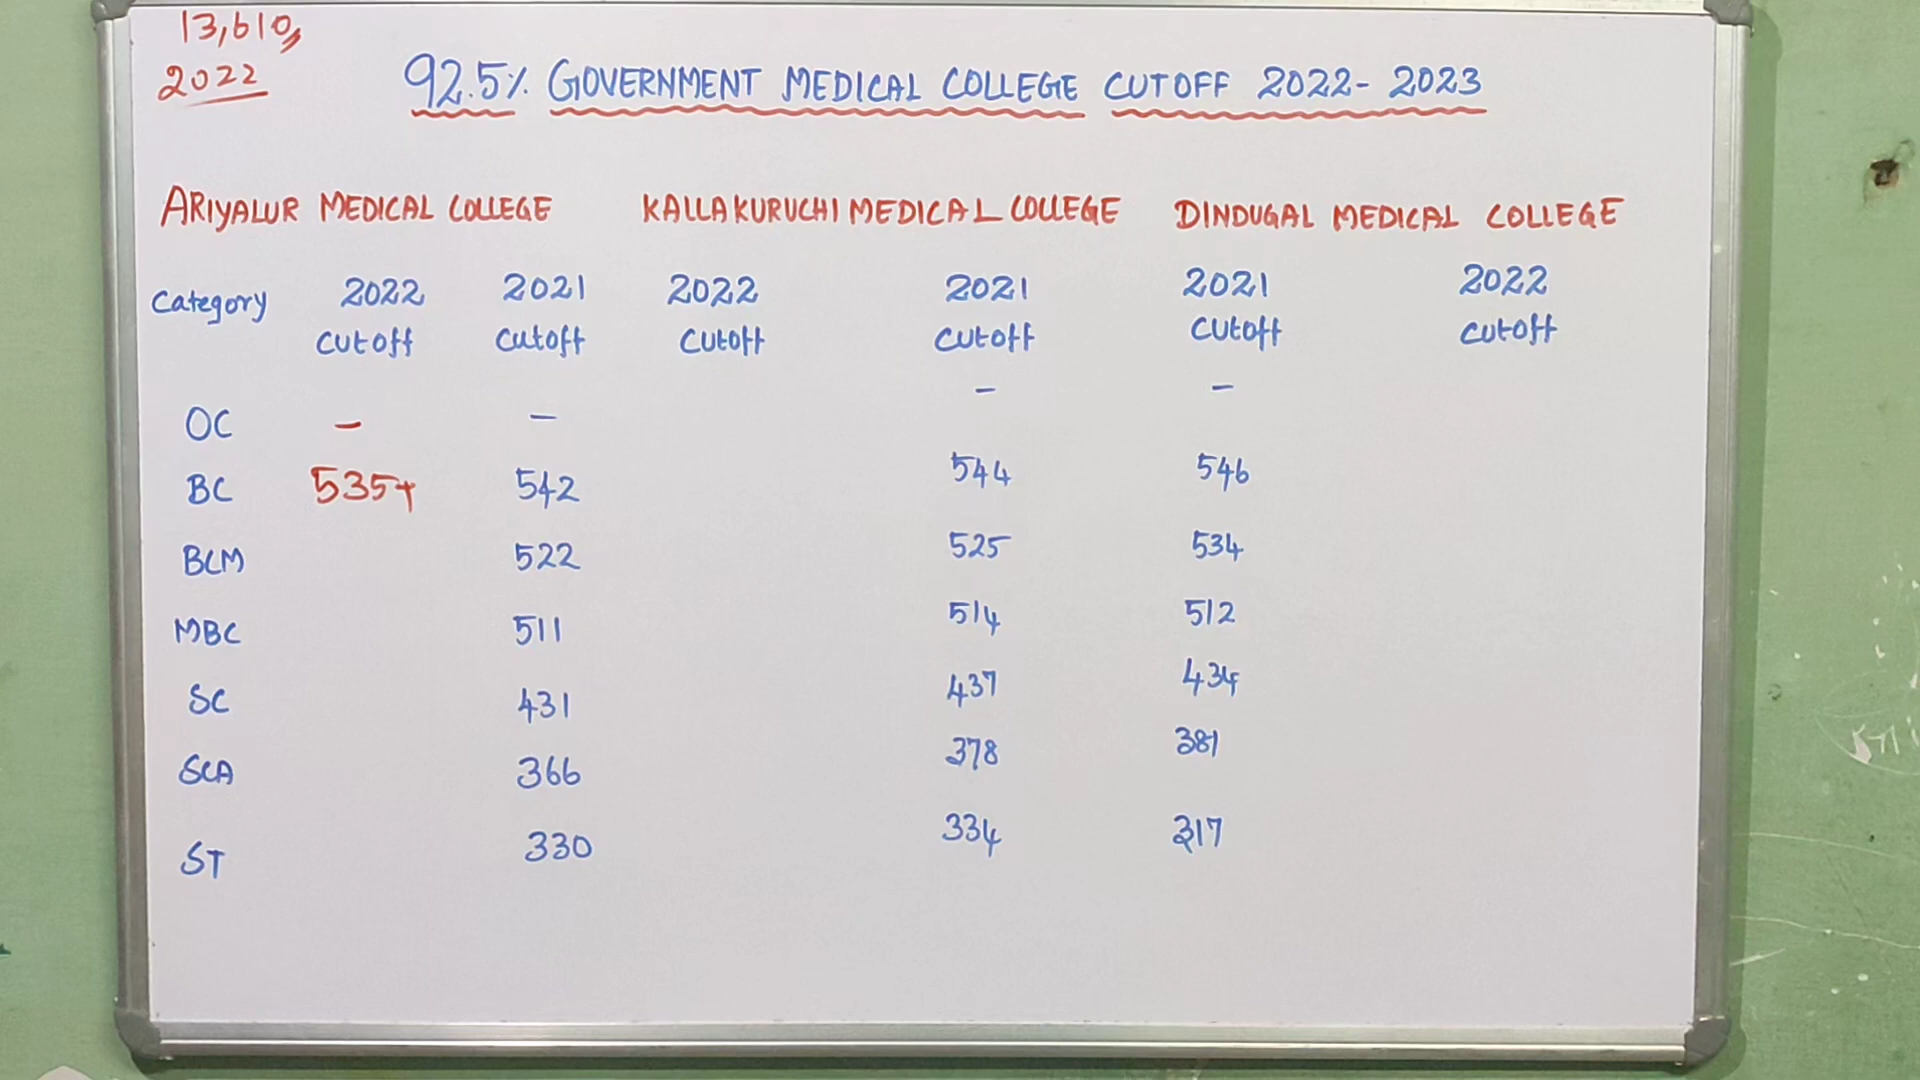 13,610,
2022
92.5% GOVERNMENT MEDICAL COLLEGE CUTOFF 2022-2023
ARIYALUR MEDICAL COLLEGE KALLAKURUCHI MEDICAL COLLEGE DINDUGAL MEDICAL COLLEGE
Category 2022 2021 2022 2021 2021 2022
cutoff cutoff cutoff cutoff cutoff cutoff
OC - - - -
BC 535+ 542 544 546
BCM 522 525 534
MBC 511 514 512
SC 431 437 434
SCA 366 378 381
ST 330 334 317